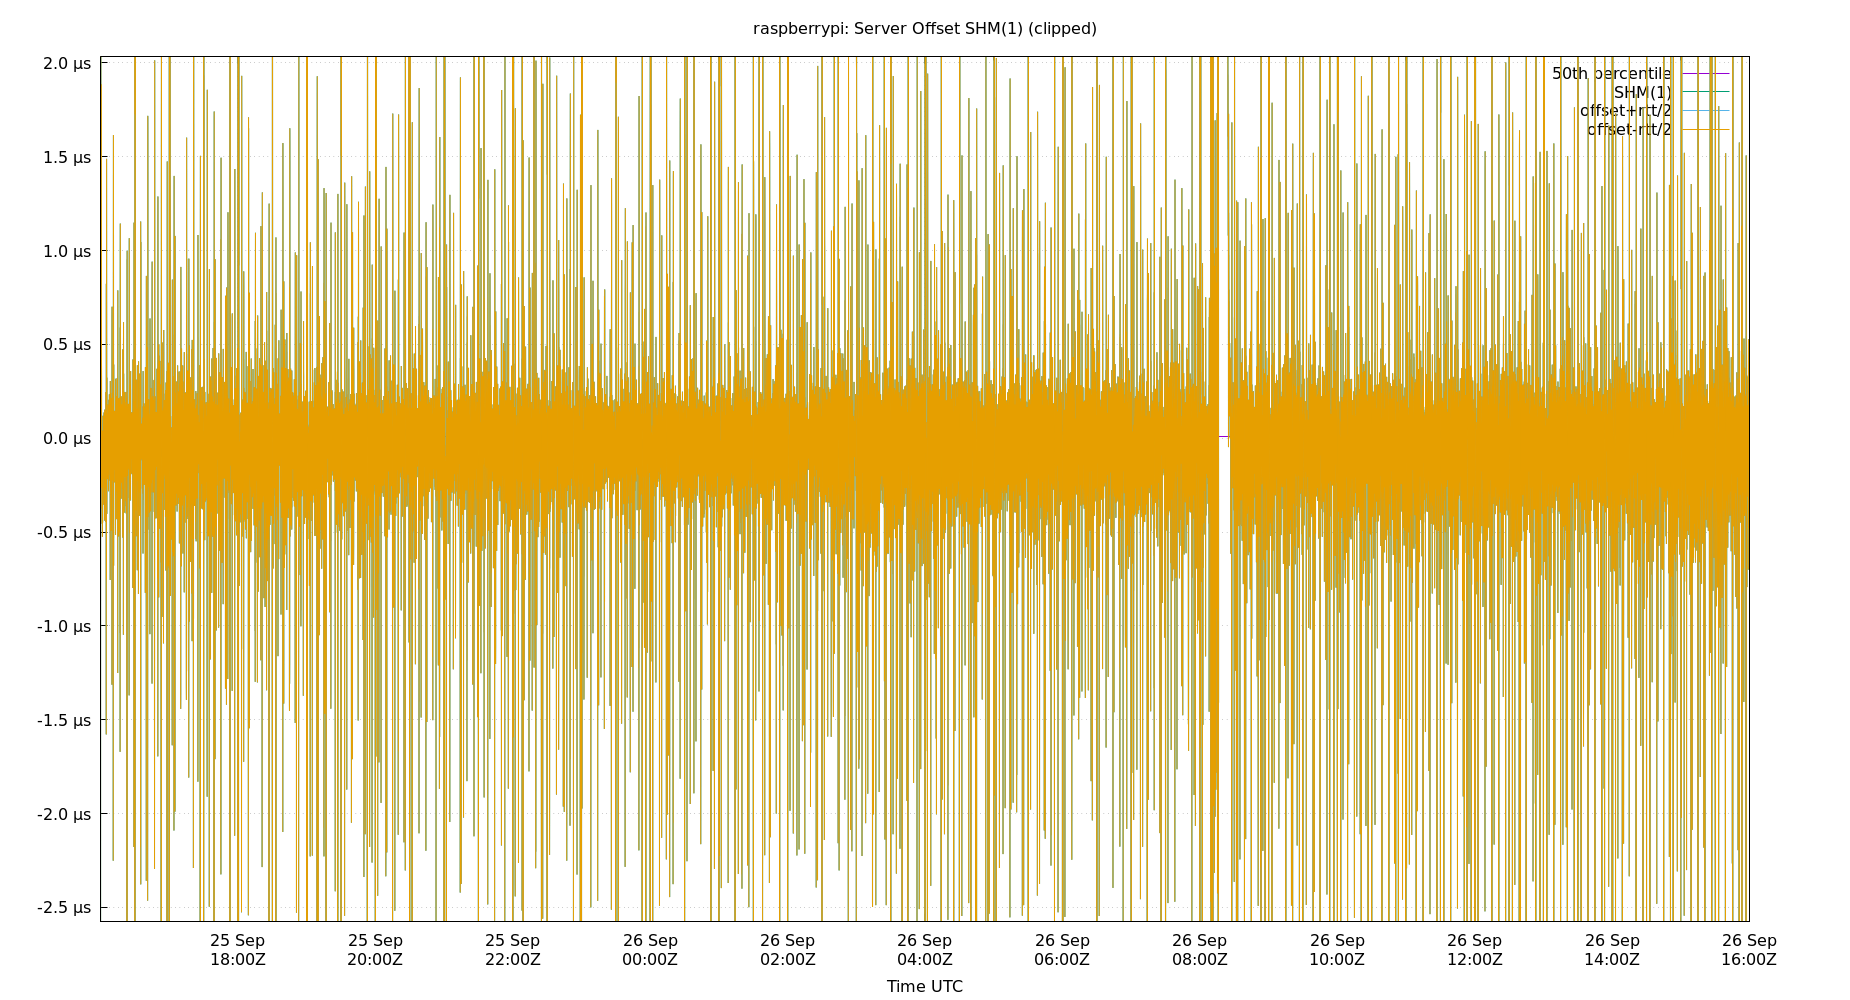 raspberrypi: Server Offset SHM(1) (clipped)
2.0 µs
1.5 µs
1.0 µs
0.5 µs
0.0 µs
-0.5 µs
-1.0 µs
-1.5 µs
-2.0 µs
-2.5 µs
50th percentile
SHM(1)
offset+rtt/2
offset-rtt/2
25 Sep 25 Sep 25 Sep 26 Sep 26 Sep 26 Sep 26 Sep 26 Sep 26 Sep 26 Sep 26 Sep 26 Sep
18:00Z 20:00Z 22:00Z 00:00Z 02:00Z 04:00Z 06:00Z 08:00Z 10:00Z 12:00Z 14:00Z 16:00Z
Time UTC